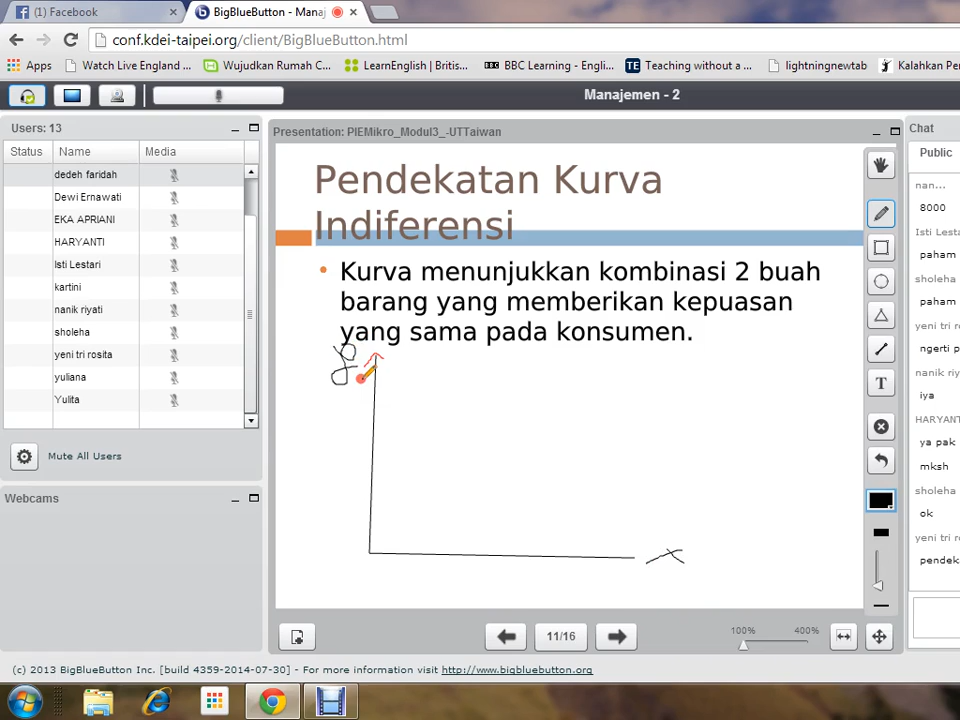 (1) Facebook
BigBlueButton - Manaj
conf.kdei-taipei.org/client/BigBlueButton.html
Apps
Watch Live England ...
Wujudkan Rumah C...
LearnEnglish | Britis...
BBC Learning - Engli...
TE Teaching without a ...
lightningnewtab
Kalahkan Pe
Manajemen - 2
Users: 13
Status Name Media
dedeh faridah
Dewi Ernawati
EKA APRIANI
HARYANTI
Isti Lestari
kartini
nanik riyati
sholeha
yeni tri rosita
yuliana
Yulita
Mute All Users
Webcams
Presentation: PIEMikro_Modul3_-UTTaiwan
Pendekatan Kurva
Indiferensi
• Kurva menunjukkan kombinasi 2 buah
barang yang memberikan kepuasan
yang sama pada konsumen.
x
T
11/16
100% 400%
Chat
Public
nan...
8000
Isti Lesta
paham
sholeha
paham
yeni tri r
ngerti p
nanik riy
iya
HARYANT
ya pak
mksh
sholeha
ok
yeni tri r
pendek
(c) 2013 BigBlueButton Inc. [build 4359-2014-07-30] - For more information visit http://www.bigbluebutton.org